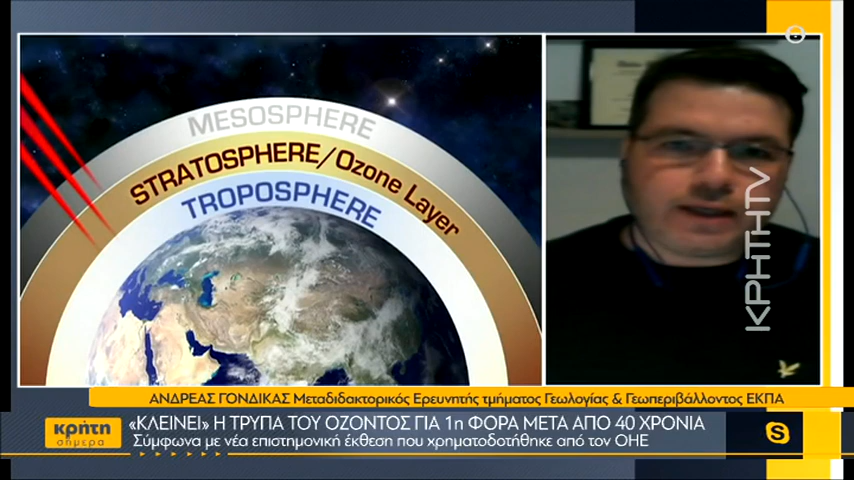 MESOSPHERE
STRATOSPHERE/Ozone Layer
TROPOSPHERE
ΚΡΗΤΗTV
ΑΝΔΡΕΑΣ ΓΟΝΔΙΚΑΣ Μεταδιδακτορικός Ερευνητής τμήματος Γεωλογίας & Γεωπεριβάλλοντος ΕΚΠΑ
κρήτη
σήμερα
«ΚΛΕΙΝΕΙ» Η ΤΡΥΠΑ ΤΟΥ ΟΖΟΝΤΟΣ ΓΙΑ 1η ΦΟΡΑ ΜΕΤΑ ΑΠΟ 40 ΧΡΟΝΙΑ
Σύμφωνα με νέα επιστημονική έκθεση που χρηματοδοτήθηκε από τον ΟΗΕ